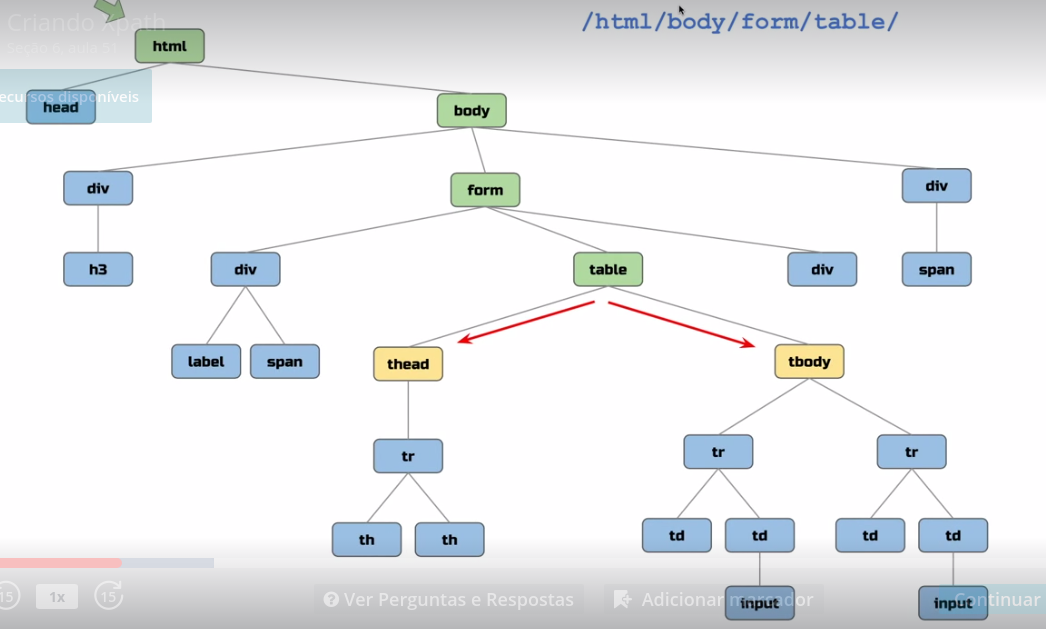 Criando Xpath
/html/body/form/table/
Seção 6, aula 51
html
ecursos disponíveis
head
body
div
form
div
h3
div
table
div
span
label
span
thead
tbody
tr
tr
tr
th
th
td
td
td
td
15
1x
15
Ver Perguntas e Respostas
Adicionar marcador
input
input
Continuar